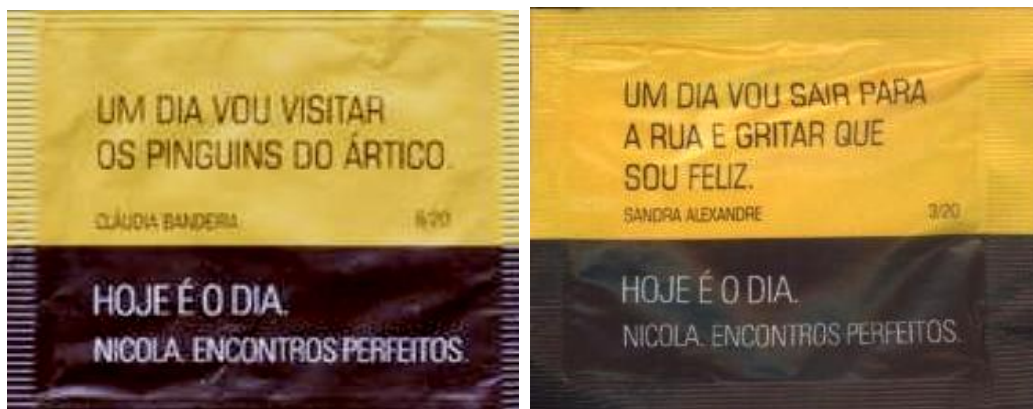 UM DIA VOU VISITAR
OS PINGUINS DO ÁRTICO.
CLÁUDIA BANDEIRA 8/20
HOJE É O DIA.
NICOLA. ENCONTROS PERFEITOS.
UM DIA VOU SAIR PARA
A RUA E GRITAR QUE
SOU FELIZ.
SANDRA ALEXANDRE 3/20
HOJE É O DIA.
NICOLA. ENCONTROS PERFEITOS.